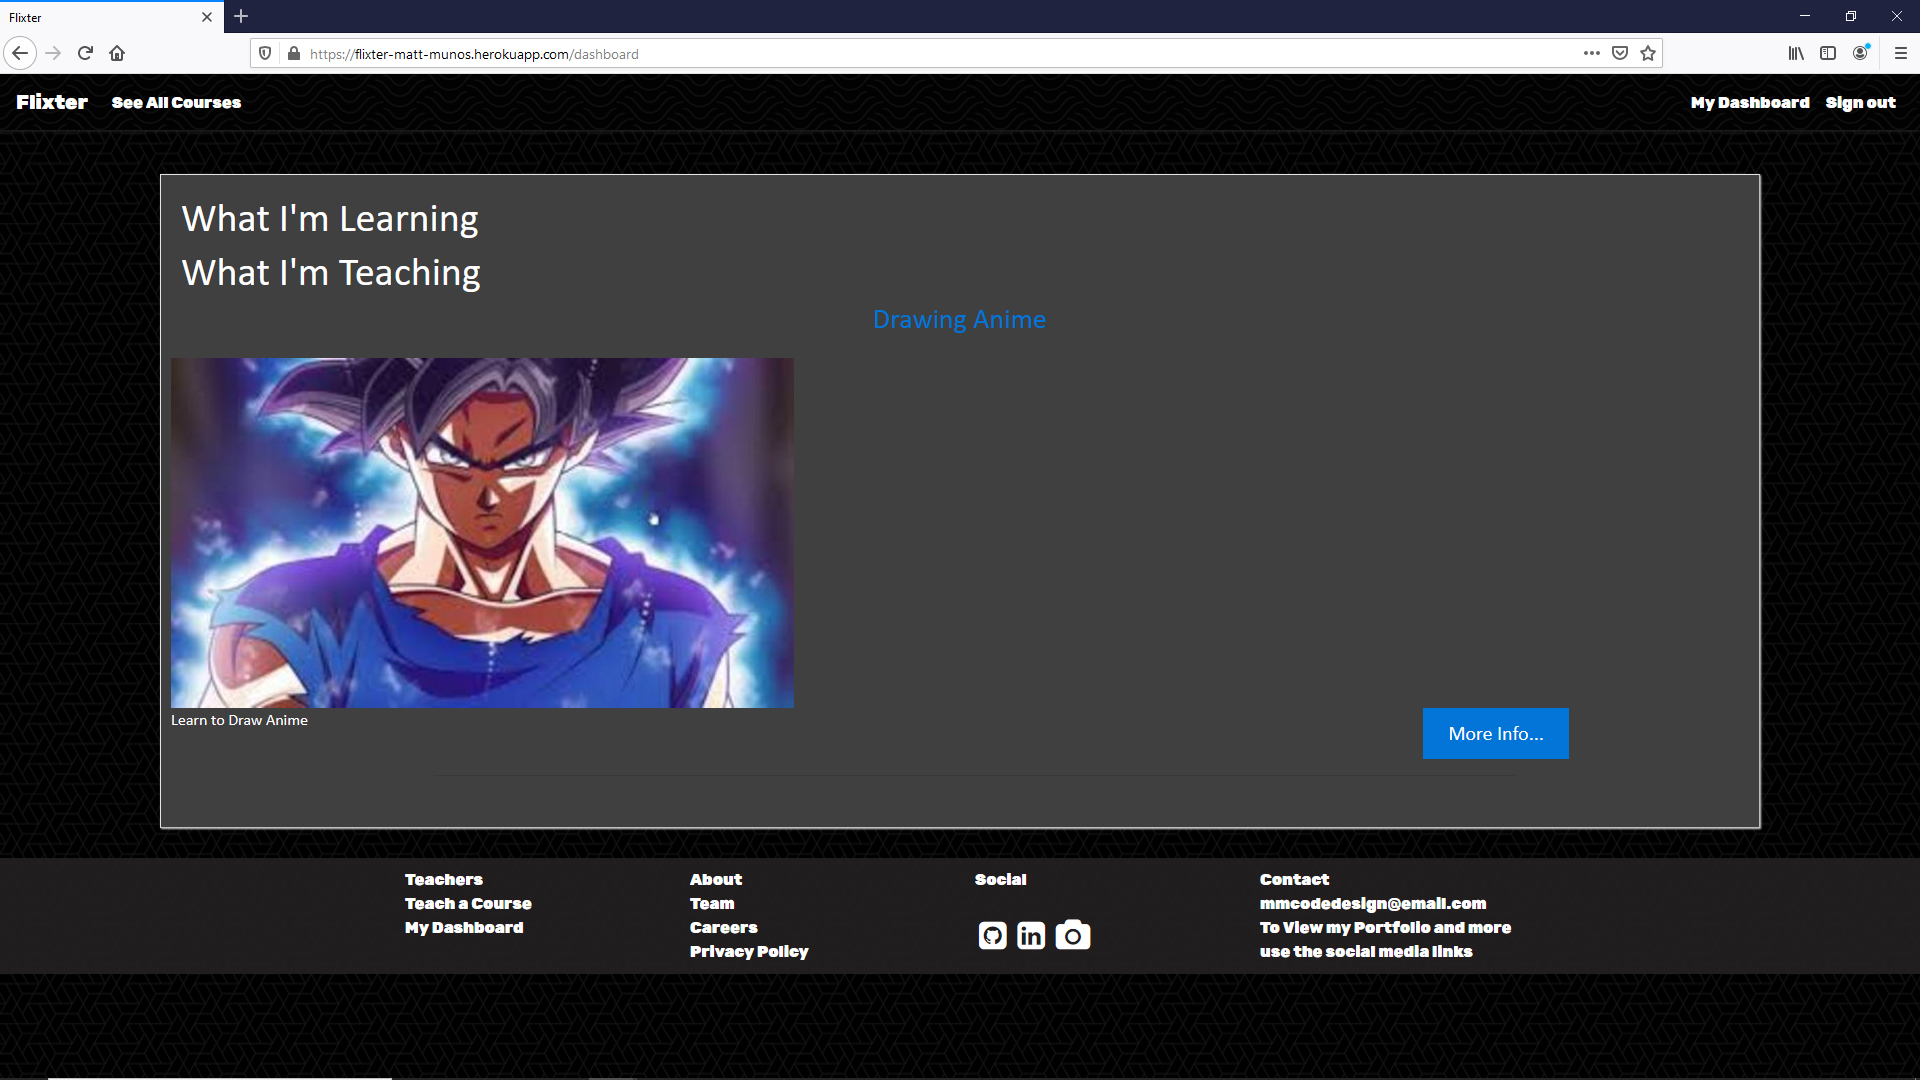 Flixter
https://flixter-matt-munos.herokuapp.com/dashboard
Flixter See All Courses My Dashboard Sign out
What I'm Learning
What I'm Teaching
Drawing Anime
Learn to Draw Anime
More Info...
Teachers
Teach a Course
My Dashboard
About
Team
Careers
Privacy Policy
Social
in
Contact
mmcodedesign@email.com
To View my Portfolio and more
use the social media links